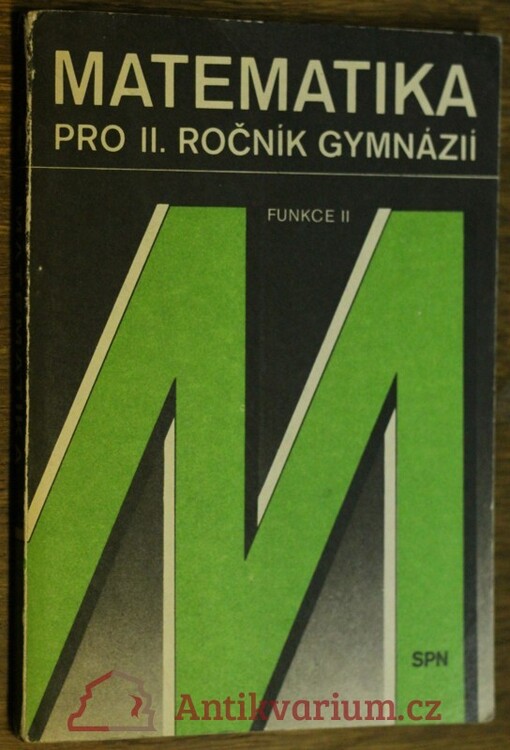 MATEMATIKA
PRO II. ROČNÍK GYMNÁZIÍ
FUNKCE II
SPN
Antikvarium.cz